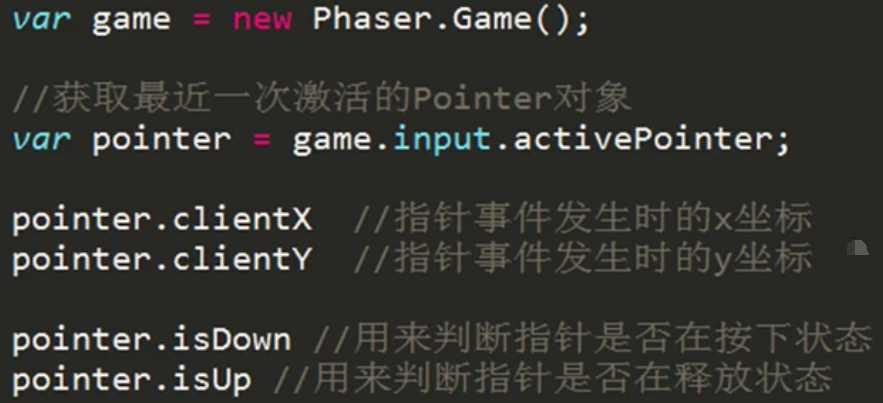 var game = new Phaser.Game();
//获取最近一次激活的Pointer对象
var pointer = game.input.activePointer;
pointer.clientX  //指针事件发生时的x坐标
pointer.clientY  //指针事件发生时的y坐标
pointer.isDown //用来判断指针是否在按下状态
pointer.isUp //用来判断指针是否在释放状态